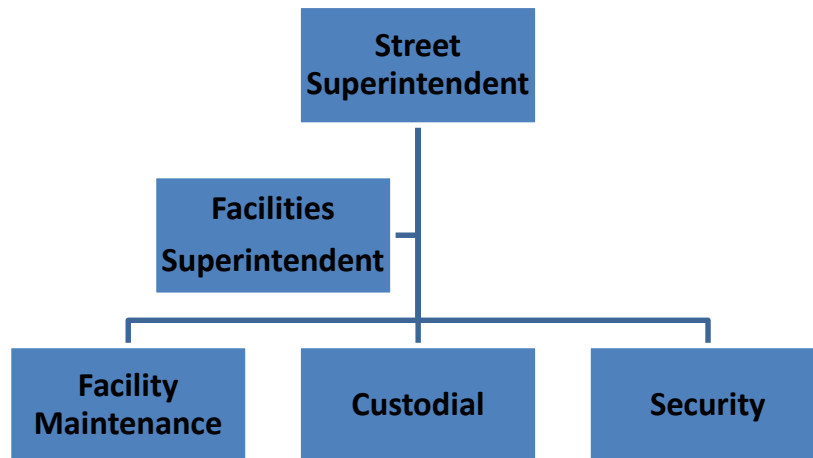 Street
Superintendent
Facilities
Superintendent
Facility
Maintenance
Custodial
Security